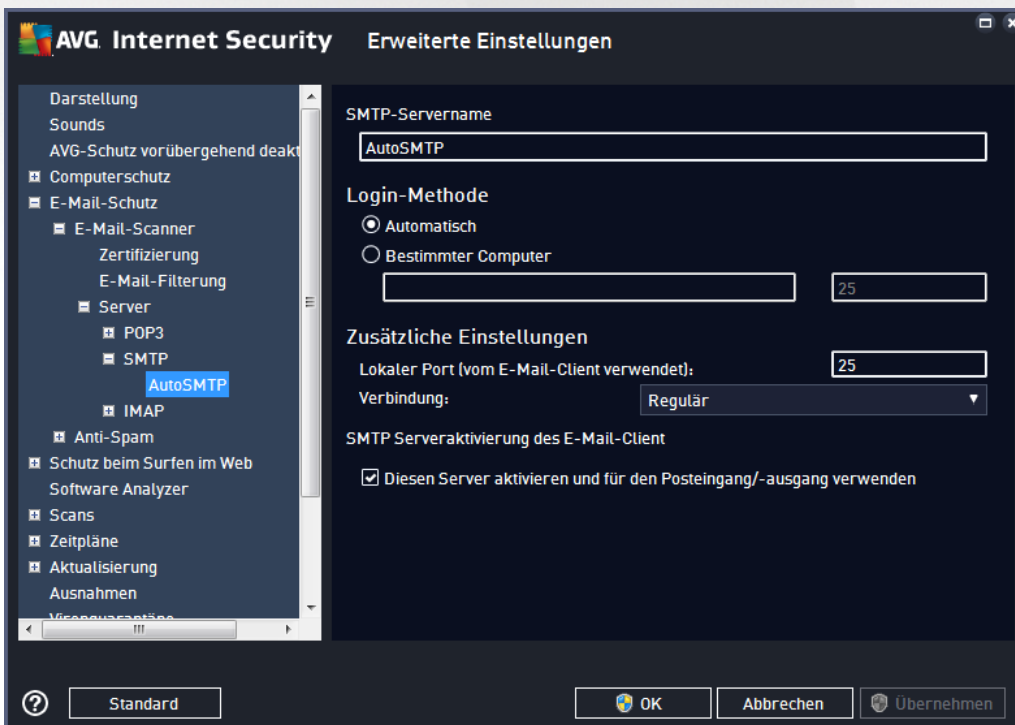 AVG. Internet Security Erweiterte Einstellungen
Darstellung
Sounds
AVG-Schutz vorübergehend deakt
Computerschutz
E-Mail-Schutz
E-Mail-Scanner
Zertifizierung
E-Mail-Filterung
Server
POP3
SMTP
AutoSMTP
IMAP
Anti-Spam
Schutz beim Surfen im Web
Software Analyzer
Scans
Zeitpläne
Aktualisierung
Ausnahmen
Virenquarantäne
SMTP-Servername
AutoSMTP
Login-Methode
Automatisch
Bestimmter Computer
25
Zusätzliche Einstellungen
Lokaler Port (vom E-Mail-Client verwendet): 25
Verbindung: Regulär
SMTP Serveraktivierung des E-Mail-Client
Diesen Server aktivieren und für den Posteingang/-ausgang verwenden
? Standard OK Abbrechen Übernehmen